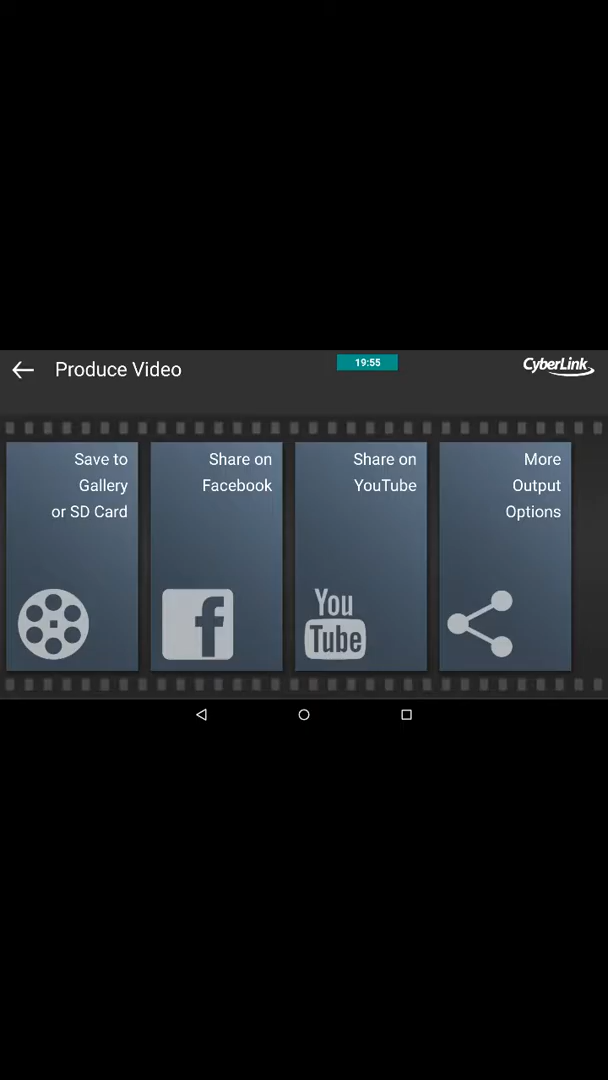 Produce Video
19:55
CyberLink
Save to
Gallery
or SD Card
Share on
Facebook
Share on
YouTube
More
Output
Options
f
You
Tube